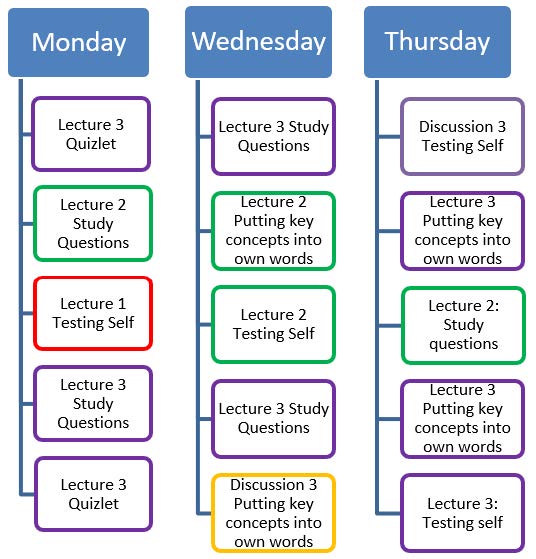 Monday
Lecture 3
Quizlet
Lecture 2
Study
Questions
Lecture 1
Testing Self
Lecture 3
Study
Questions
Lecture 3
Quizlet
Wednesday
Lecture 3 Study
Questions
Lecture 2
Putting key
concepts into
own words
Lecture 2
Testing Self
Lecture 3 Study
Questions
Discussion 3
Putting key
concepts into
own words
Thursday
Discussion 3
Testing Self
Lecture 3
Putting key
concepts into
own words
Lecture 2:
Study
questions
Lecture 3
Putting key
concepts into
own words
Lecture 3:
Testing self